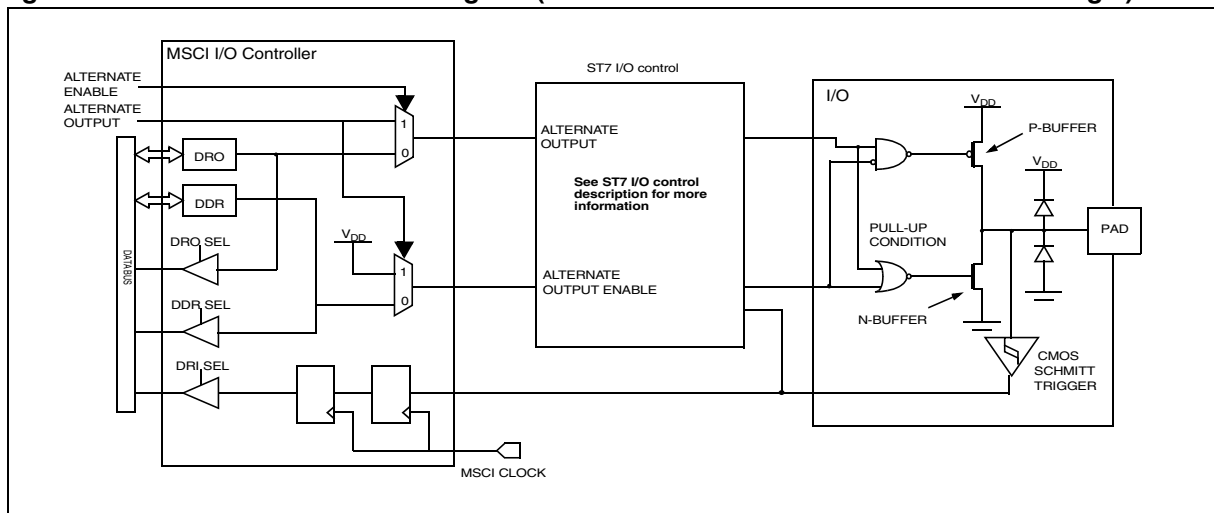 MSCI I/O Controller
ALTERNATE
ENABLE
ALTERNATE
OUTPUT
1
0
DRO
DDR
DRO SEL
VDD
1
0
DATA BUS
DDR SEL
DRI SEL
MSCI CLOCK
ST7 I/O control
ALTERNATE
OUTPUT
See ST7 I/O control
description for more
information
ALTERNATE
OUTPUT ENABLE
I/O
VDD
P-BUFFER
VDD
PAD
PULL-UP
CONDITION
N-BUFFER
CMOS
SCHMITT
TRIGGER